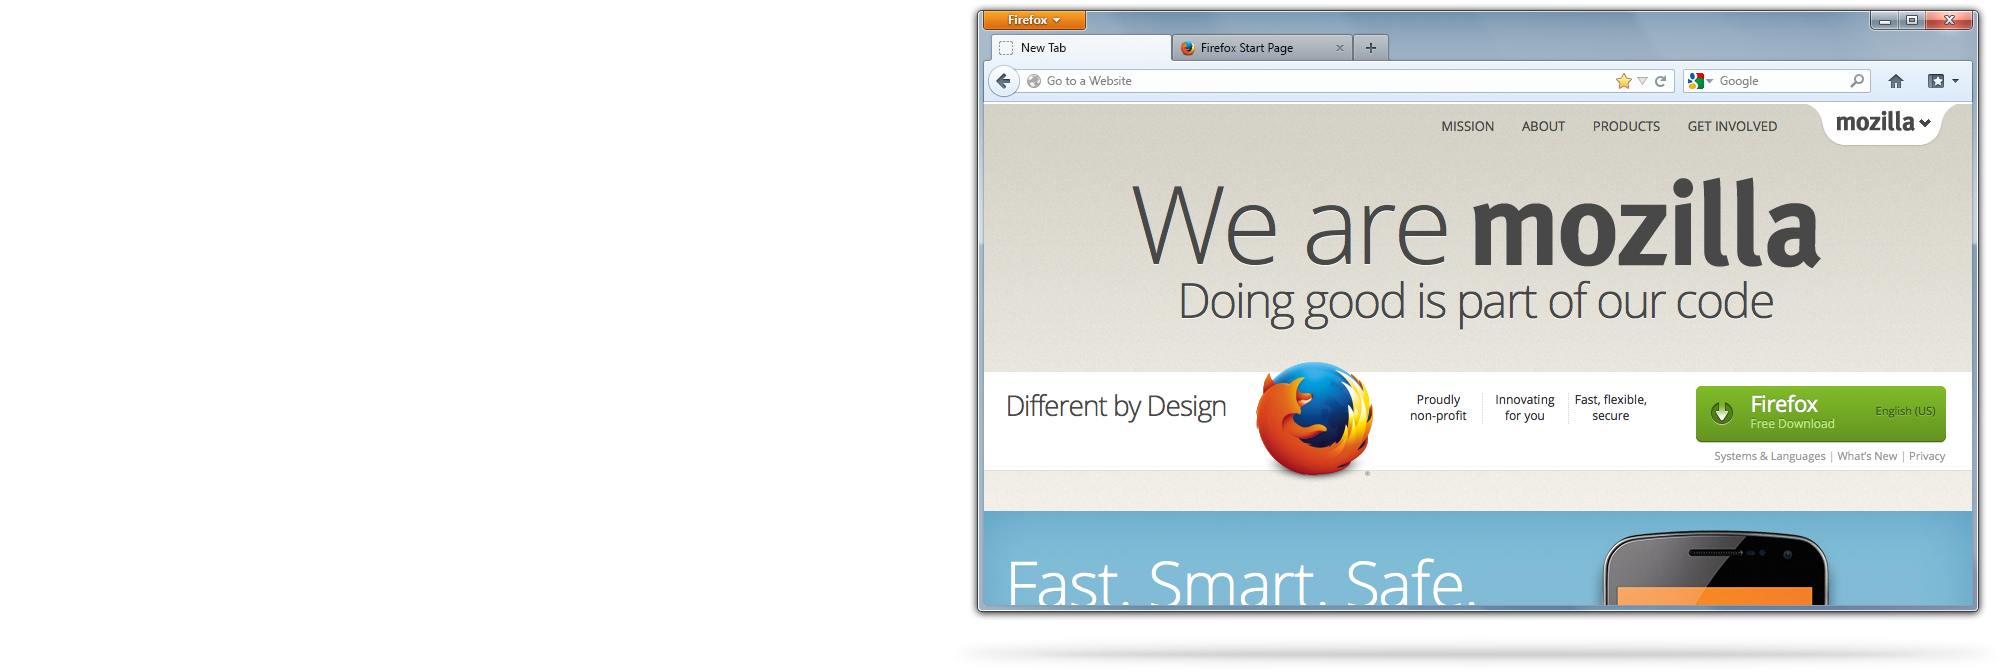 Firefox
New Tab
Firefox Start Page
Go to a Website
Google
MISSION ABOUT PRODUCTS GET INVOLVED
mozilla
We are mozilla
Doing good is part of our code
Different by Design
Proudly
non-profit
Innovating
for you
Fast, flexible,
secure
Firefox
Free Download
English (US)
Systems & Languages | What's New | Privacy
Fast. Smart. Safe.